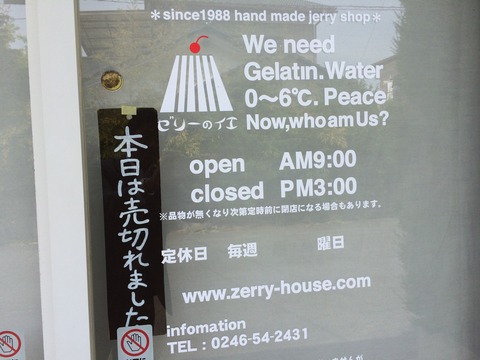 *since1988 hand made jerry shop*
We need
Gelatin.Water
0～6℃. Peace
Now,who am Us?
ゼリーのイエ
open AM9:00
closed PM3:00
※品物が無くなり次第定時前に閉店になる場合もあります。
定休日 毎週 曜日
www.zerry-house.com
infomation
TEL : 0246-54-2431
本日は売切れました